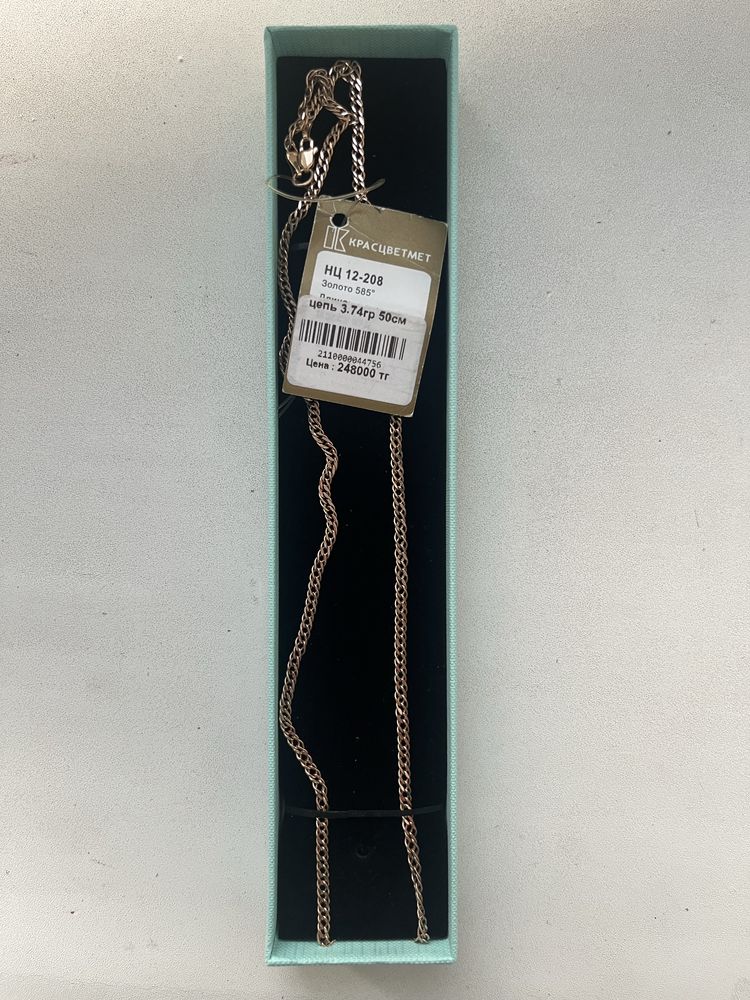 КРАСЦВЕТМЕТ
НЦ 12-208
Золото 585°
цепь 3.74гр 50см
2110000044756
Цена : 248000 тг